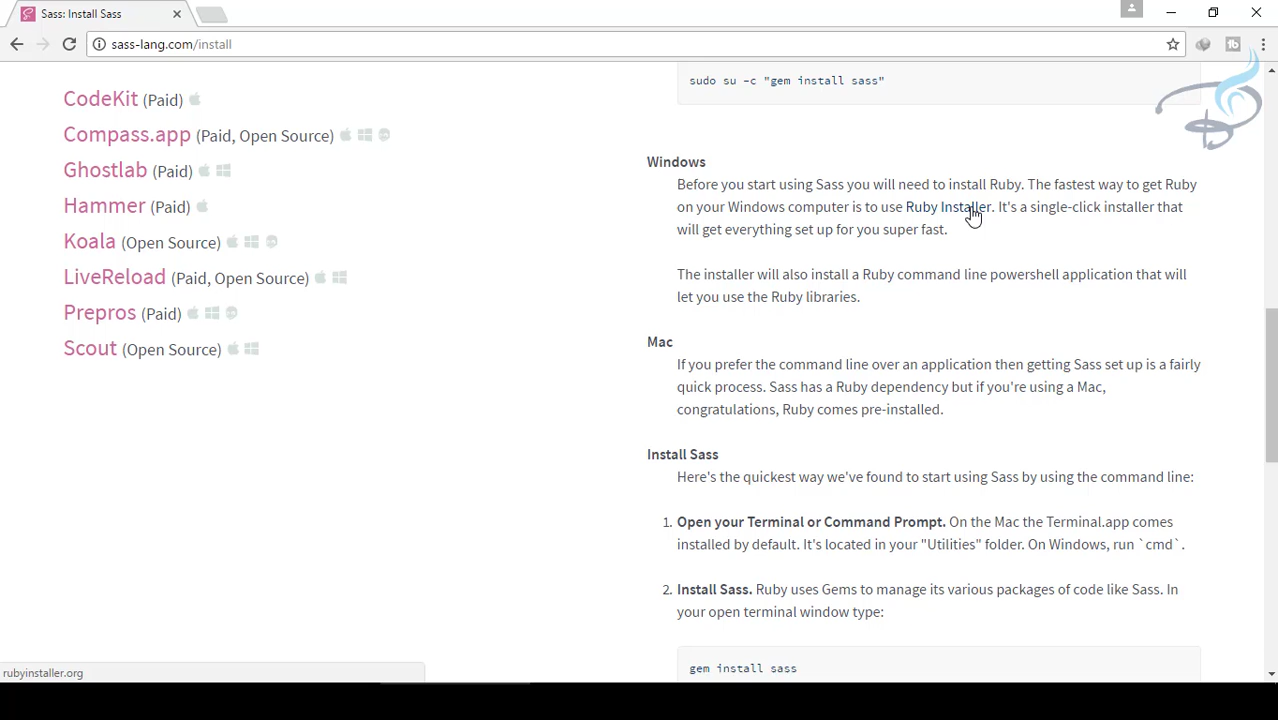 Sass: Install Sass
sass-lang.com/install
CodeKit (Paid)
Compass.app (Paid, Open Source)
Ghostlab (Paid)
Hammer (Paid)
Koala (Open Source)
LiveReload (Paid, Open Source)
Prepros (Paid)
Scout (Open Source)
sudo su -c "gem install sass"
Windows
Before you start using Sass you will need to install Ruby. The fastest way to get Ruby
on your Windows computer is to use Ruby Installer. It's a single-click installer that
will get everything set up for you super fast.
The installer will also install a Ruby command line powershell application that will
let you use the Ruby libraries.
Mac
If you prefer the command line over an application then getting Sass set up is a fairly
quick process. Sass has a Ruby dependency but if you're using a Mac,
congratulations, Ruby comes pre-installed.
Install Sass
Here's the quickest way we've found to start using Sass by using the command line:
1. Open your Terminal or Command Prompt. On the Mac the Terminal.app comes
installed by default. It's located in your "Utilities" folder. On Windows, run `cmd`.
2. Install Sass. Ruby uses Gems to manage its various packages of code like Sass. In
your open terminal window type:
gem install sass
rubyinstaller.org